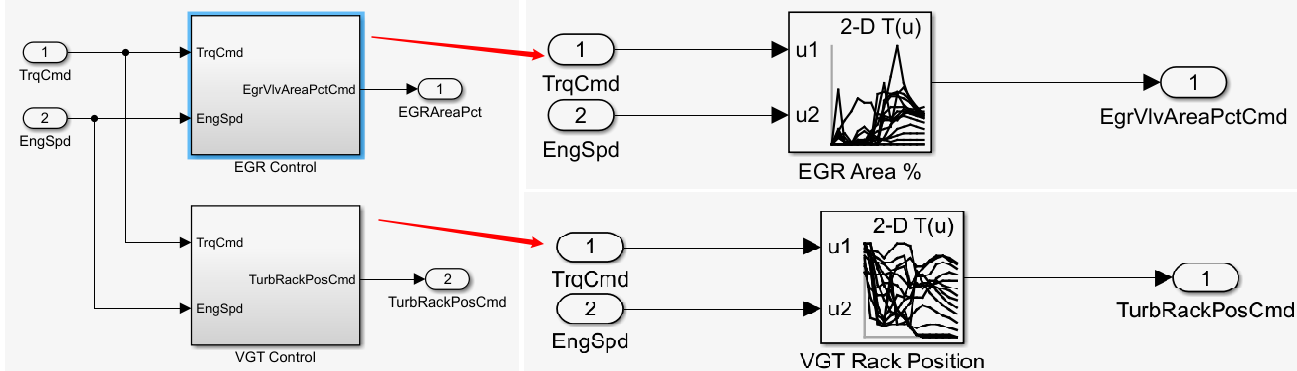 1
TrqCmd
2
EngSpd
TrqCmd
EgrVlvAreaPctCmd
EngSpd
EGR Control
1
EGRAreaPct
TrqCmd
TurbRackPosCmd
EngSpd
VGT Control
2
TurbRackPosCmd
1
TrqCmd
2
EngSpd
2-D T(u)
u1
u2
EGR Area %
1
EgrVlvAreaPctCmd
1
TrqCmd
2
EngSpd
2-D T(u)
u1
u2
VGT Rack Position
1
TurbRackPosCmd